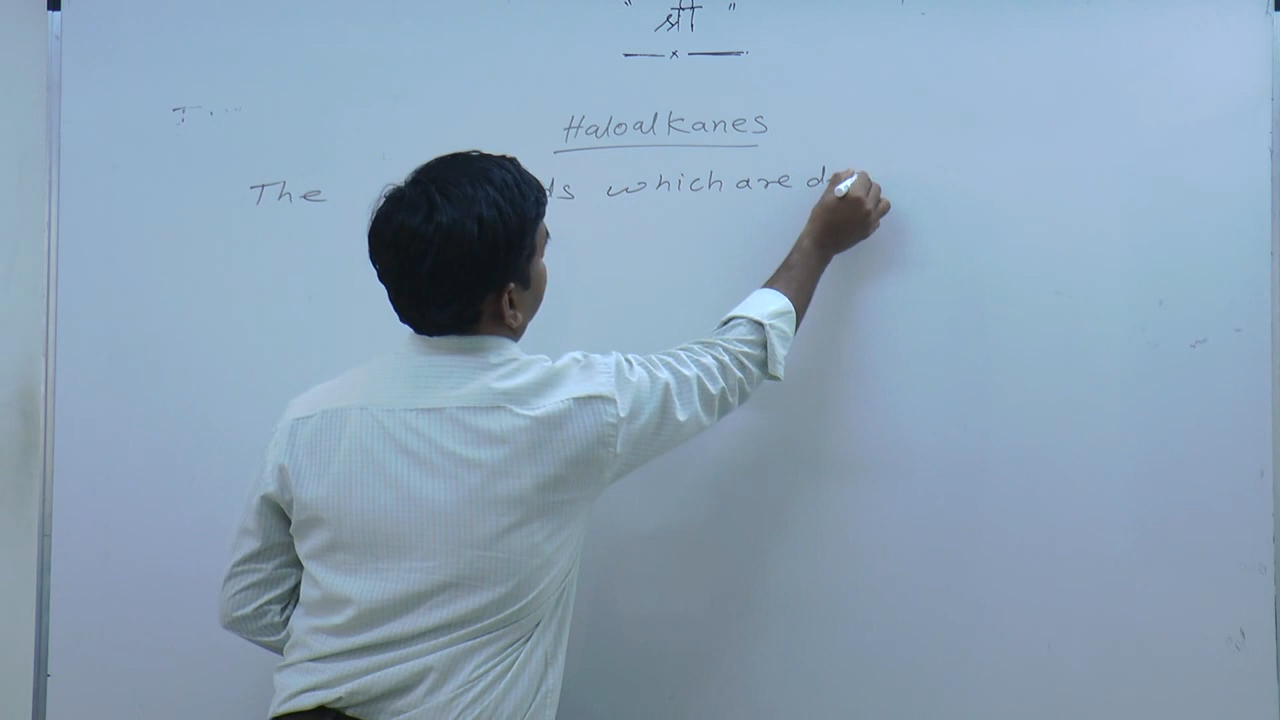 " श्री "
Haloalkanes
The ds which are d